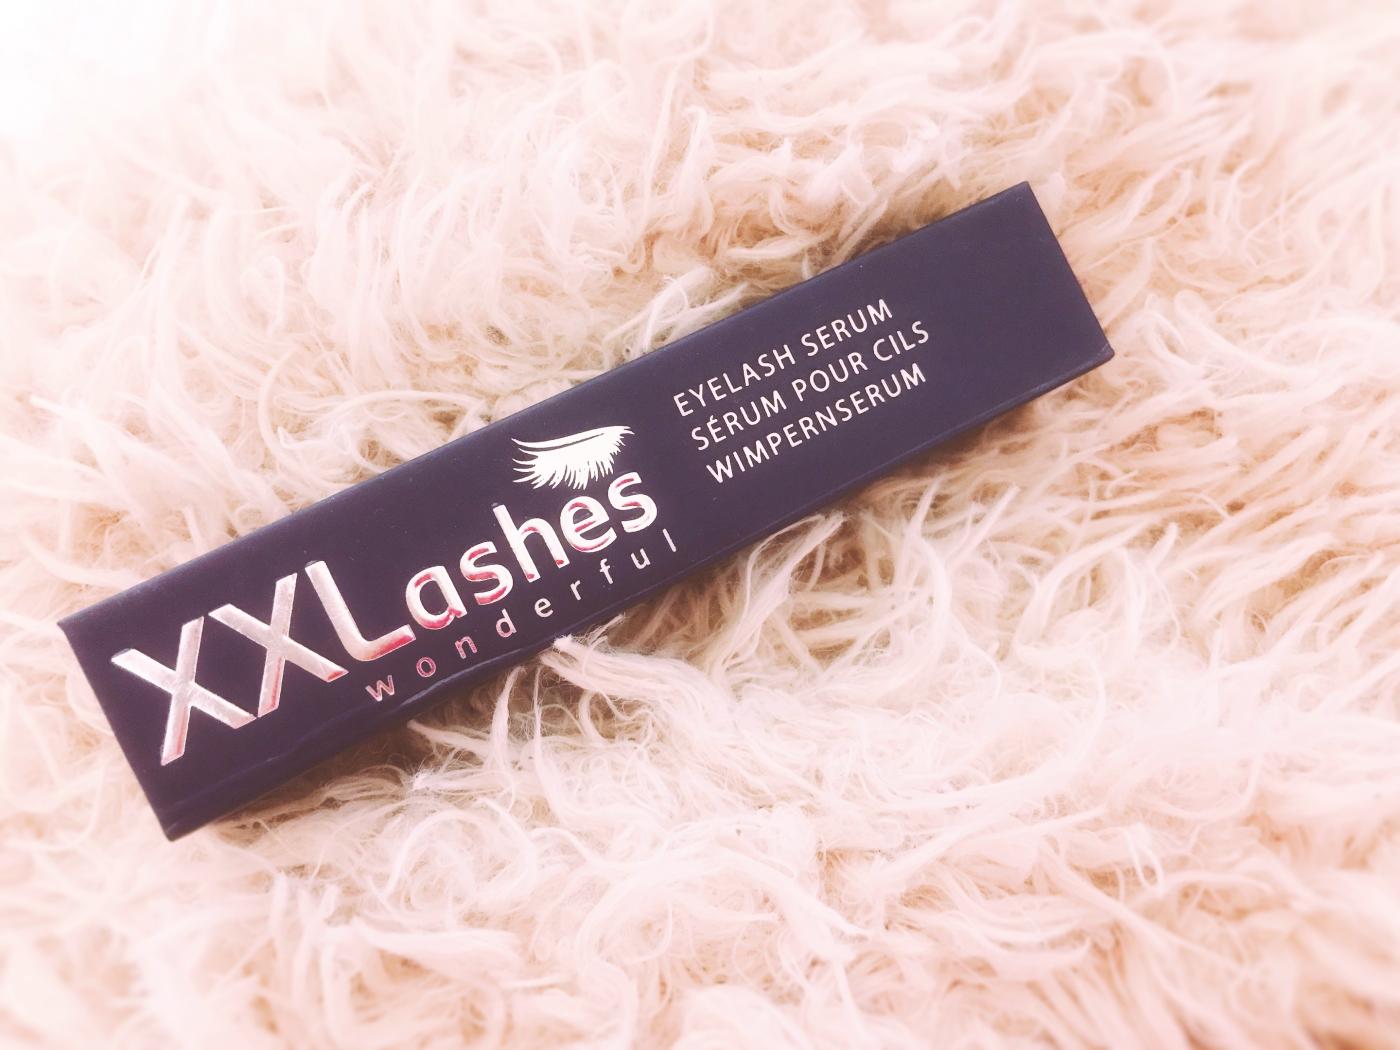 XXLashes
wonderful
EYELASH SERUM
SÉRUM POUR CILS
WIMPERNSERUM